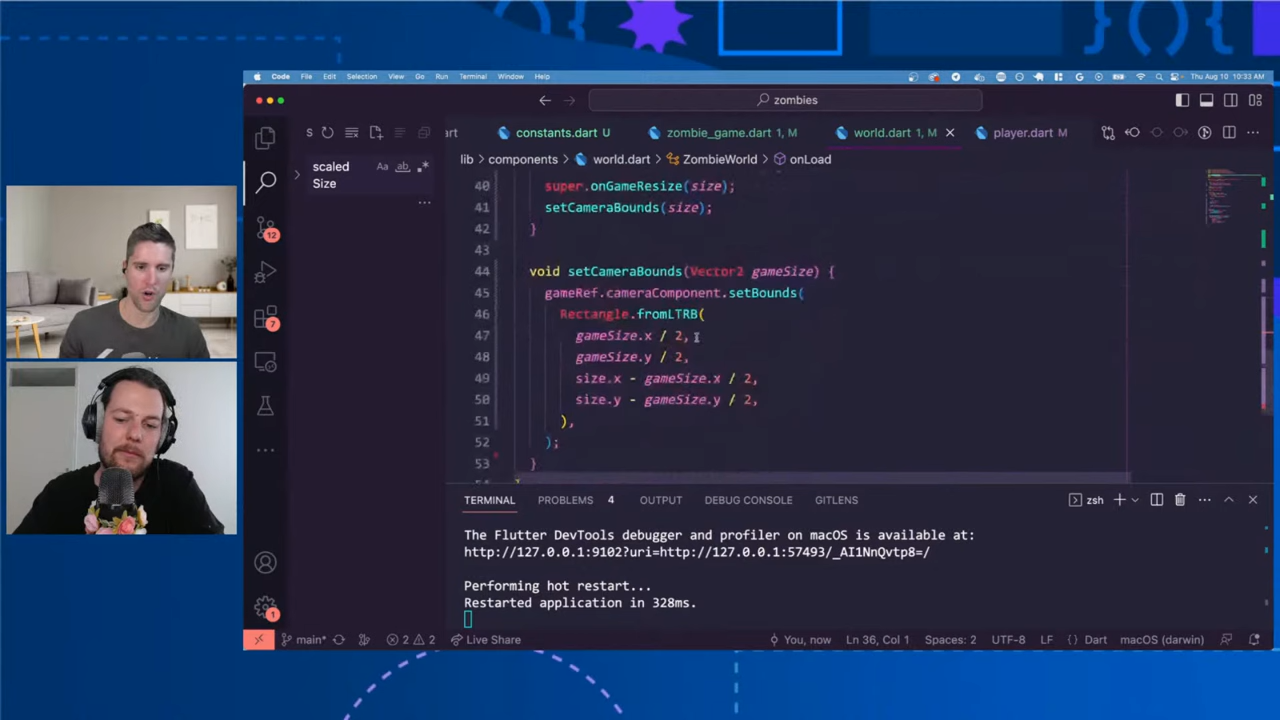 Code File Edit Selection View Go Run Terminal Window Help Thu Aug 10 10:33 AM
zombies
S art constants.dart U zombie_game.dart 1, M world.dart 1, M player.dart M
scaled
Size
Aa ab .*
lib > components > world.dart > ZombieWorld > onLoad
40 super.onGameResize(size);
41 setCameraBounds(size);
42 }
43
44 void setCameraBounds(Vector2 gameSize) {
45 gameRef.cameraComponent.setBounds(
46 Rectangle.fromLTRB(
47 gameSize.x / 2,
48 gameSize.y / 2,
49 size.x - gameSize.x / 2,
50 size.y - gameSize.y / 2,
51 ),
52 );
53 }
12
7
1
TERMINAL PROBLEMS 4 OUTPUT DEBUG CONSOLE GITLENS zsh
The Flutter DevTools debugger and profiler on macOS is available at:
http://127.0.0.1:9102?uri=http://127.0.0.1:57493/_AI1NnQvtp8=/
Performing hot restart...
Restarted application in 328ms.
main* 2 2 Live Share You, now Ln 36, Col 1 Spaces: 2 UTF-8 LF { } Dart macOS (darwin)